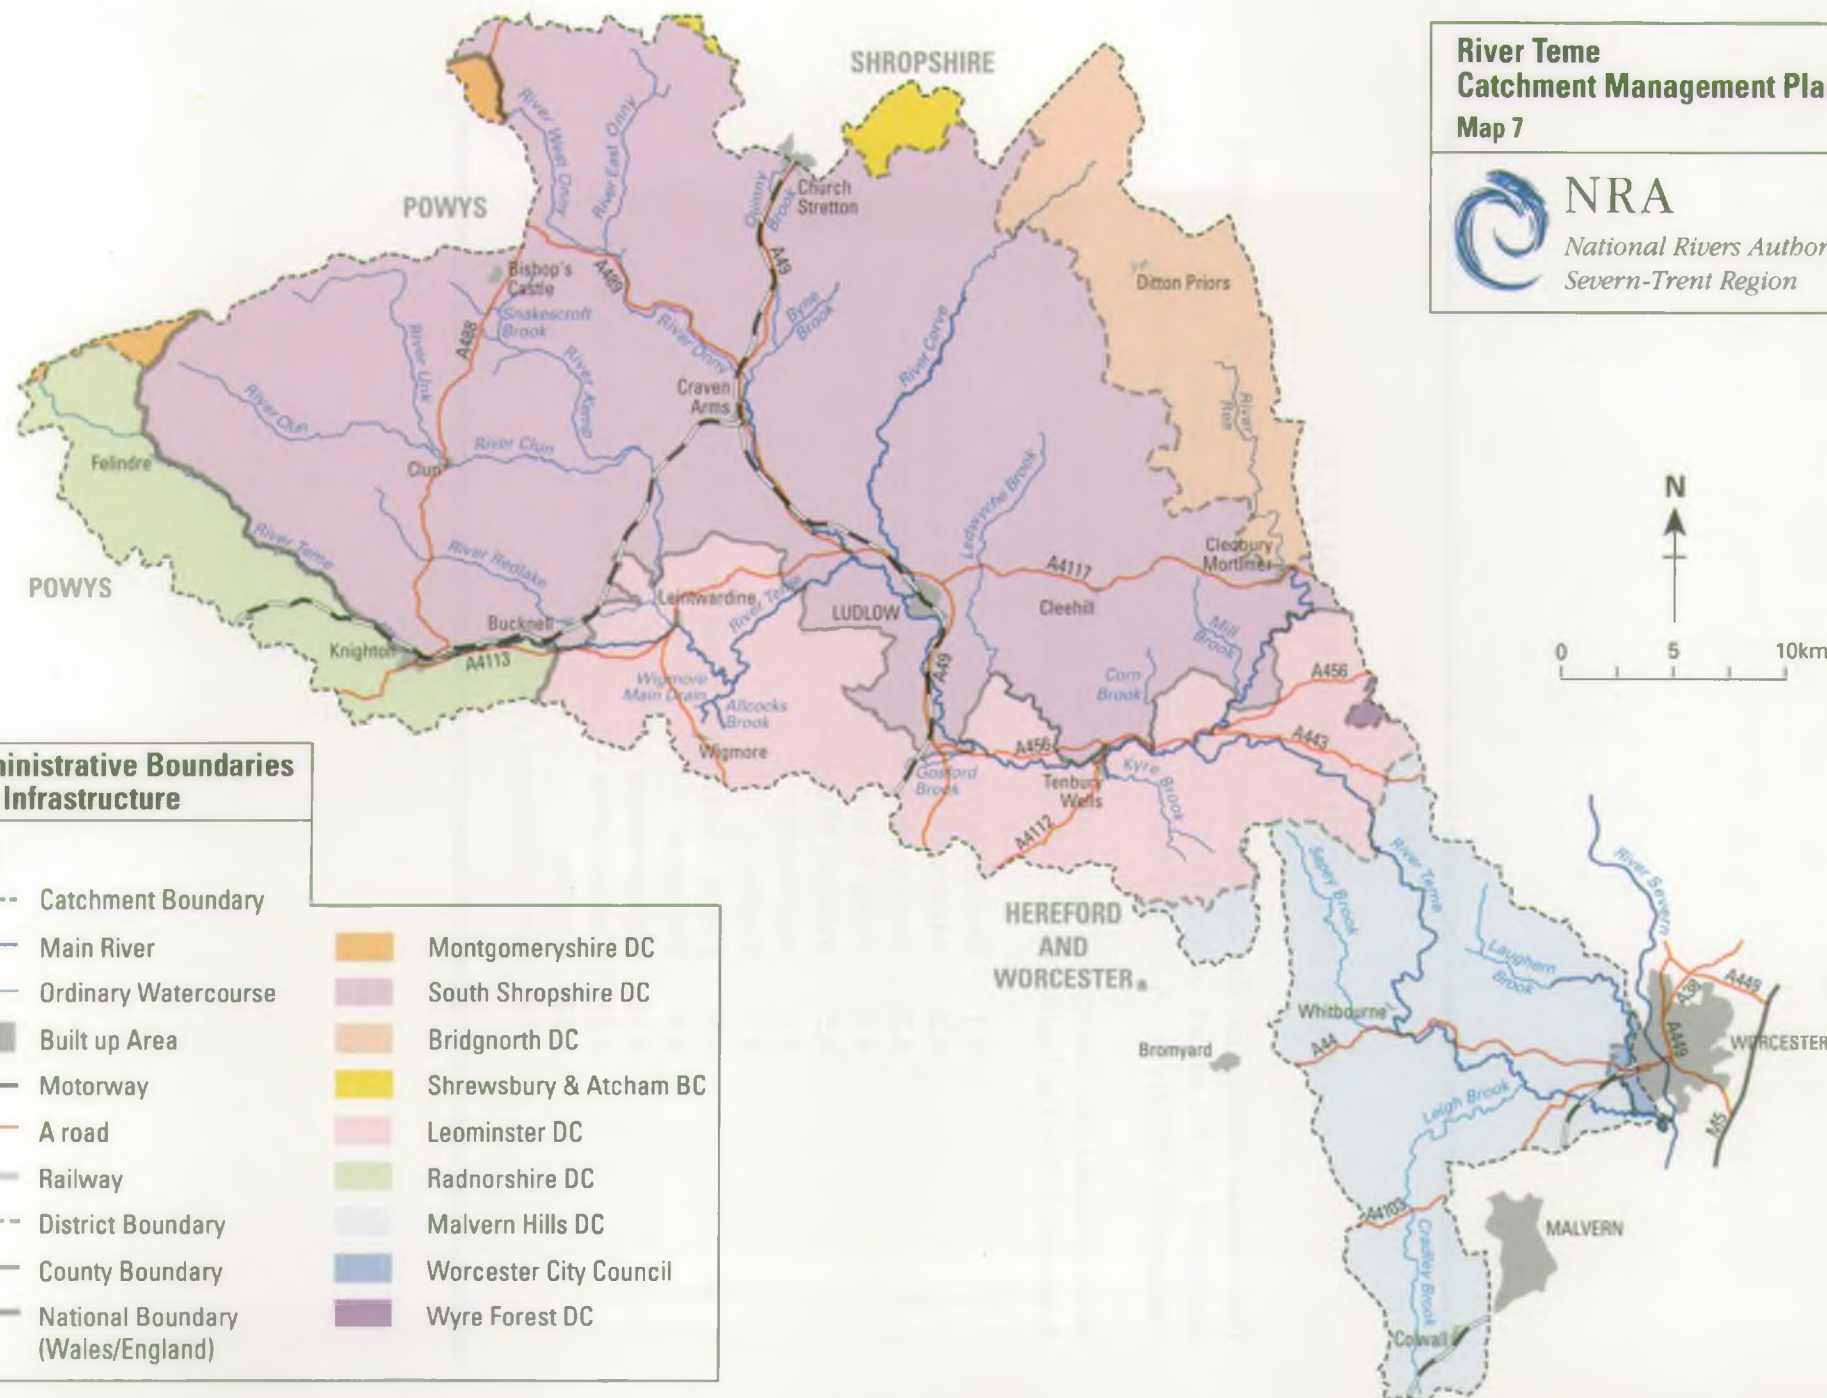 River Teme
Catchment Management Pla
Map 7
NRA
National Rivers Author
Severn-Trent Region
SHROPSHIRE
POWYS
POWYS
HEREFORD
AND
WORCESTER
River West Onny
River East Onny
Quinny
Brook
Church
Stretton
A49
Bishop's
Castle
A489
Snakescroft
Brook
A488
River Unk
River Kemp
River Onny
Byne
Brook
River Corve
Ditton Priors
River
Rea
Craven
Arms
River Clun
River Clun
Clun
Felindre
River Teme
River Redlake
Ledwyche Brook
Cleobury
Mortimer
A4117
Cleehill
Leintwardine
River Teme
LUDLOW
Bucknell
Knighton
A4113
Mill
Brook
Corn
Brook
A49
Wigmore
Main Drain
Allcocks
Brook
Wigmore
A456
A456
A443
Gosford
Brook
Tenbury
Wells
Kyre Brook
A4112
Sapey Brook
River Teme
River Severn
Laughern
Brook
Whitbourne
A44
Bromyard
A38
A449
A449
WORCESTER
M5
Leigh Brook
A4103
Cradley Brook
MALVERN
Colwall
N
0
5
10km
ministrative Boundaries
Infrastructure
Catchment Boundary
Main River
Ordinary Watercourse
Built up Area
Motorway
A road
Railway
District Boundary
County Boundary
National Boundary
(Wales/England)
Montgomeryshire DC
South Shropshire DC
Bridgnorth DC
Shrewsbury & Atcham BC
Leominster DC
Radnorshire DC
Malvern Hills DC
Worcester City Council
Wyre Forest DC